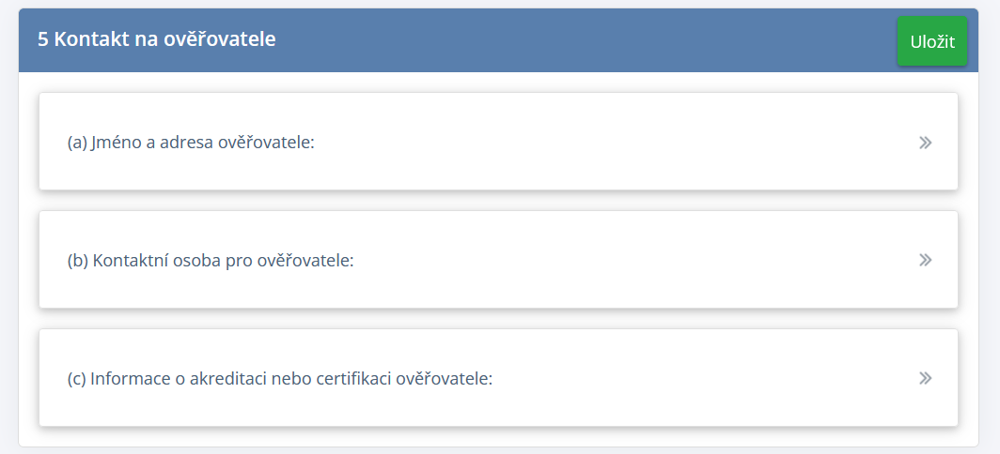 5 Kontakt na ověřovatele
Uložit
(a) Jméno a adresa ověřovatele:
(b) Kontaktní osoba pro ověřovatele:
(c) Informace o akreditaci nebo certifikaci ověřovatele: